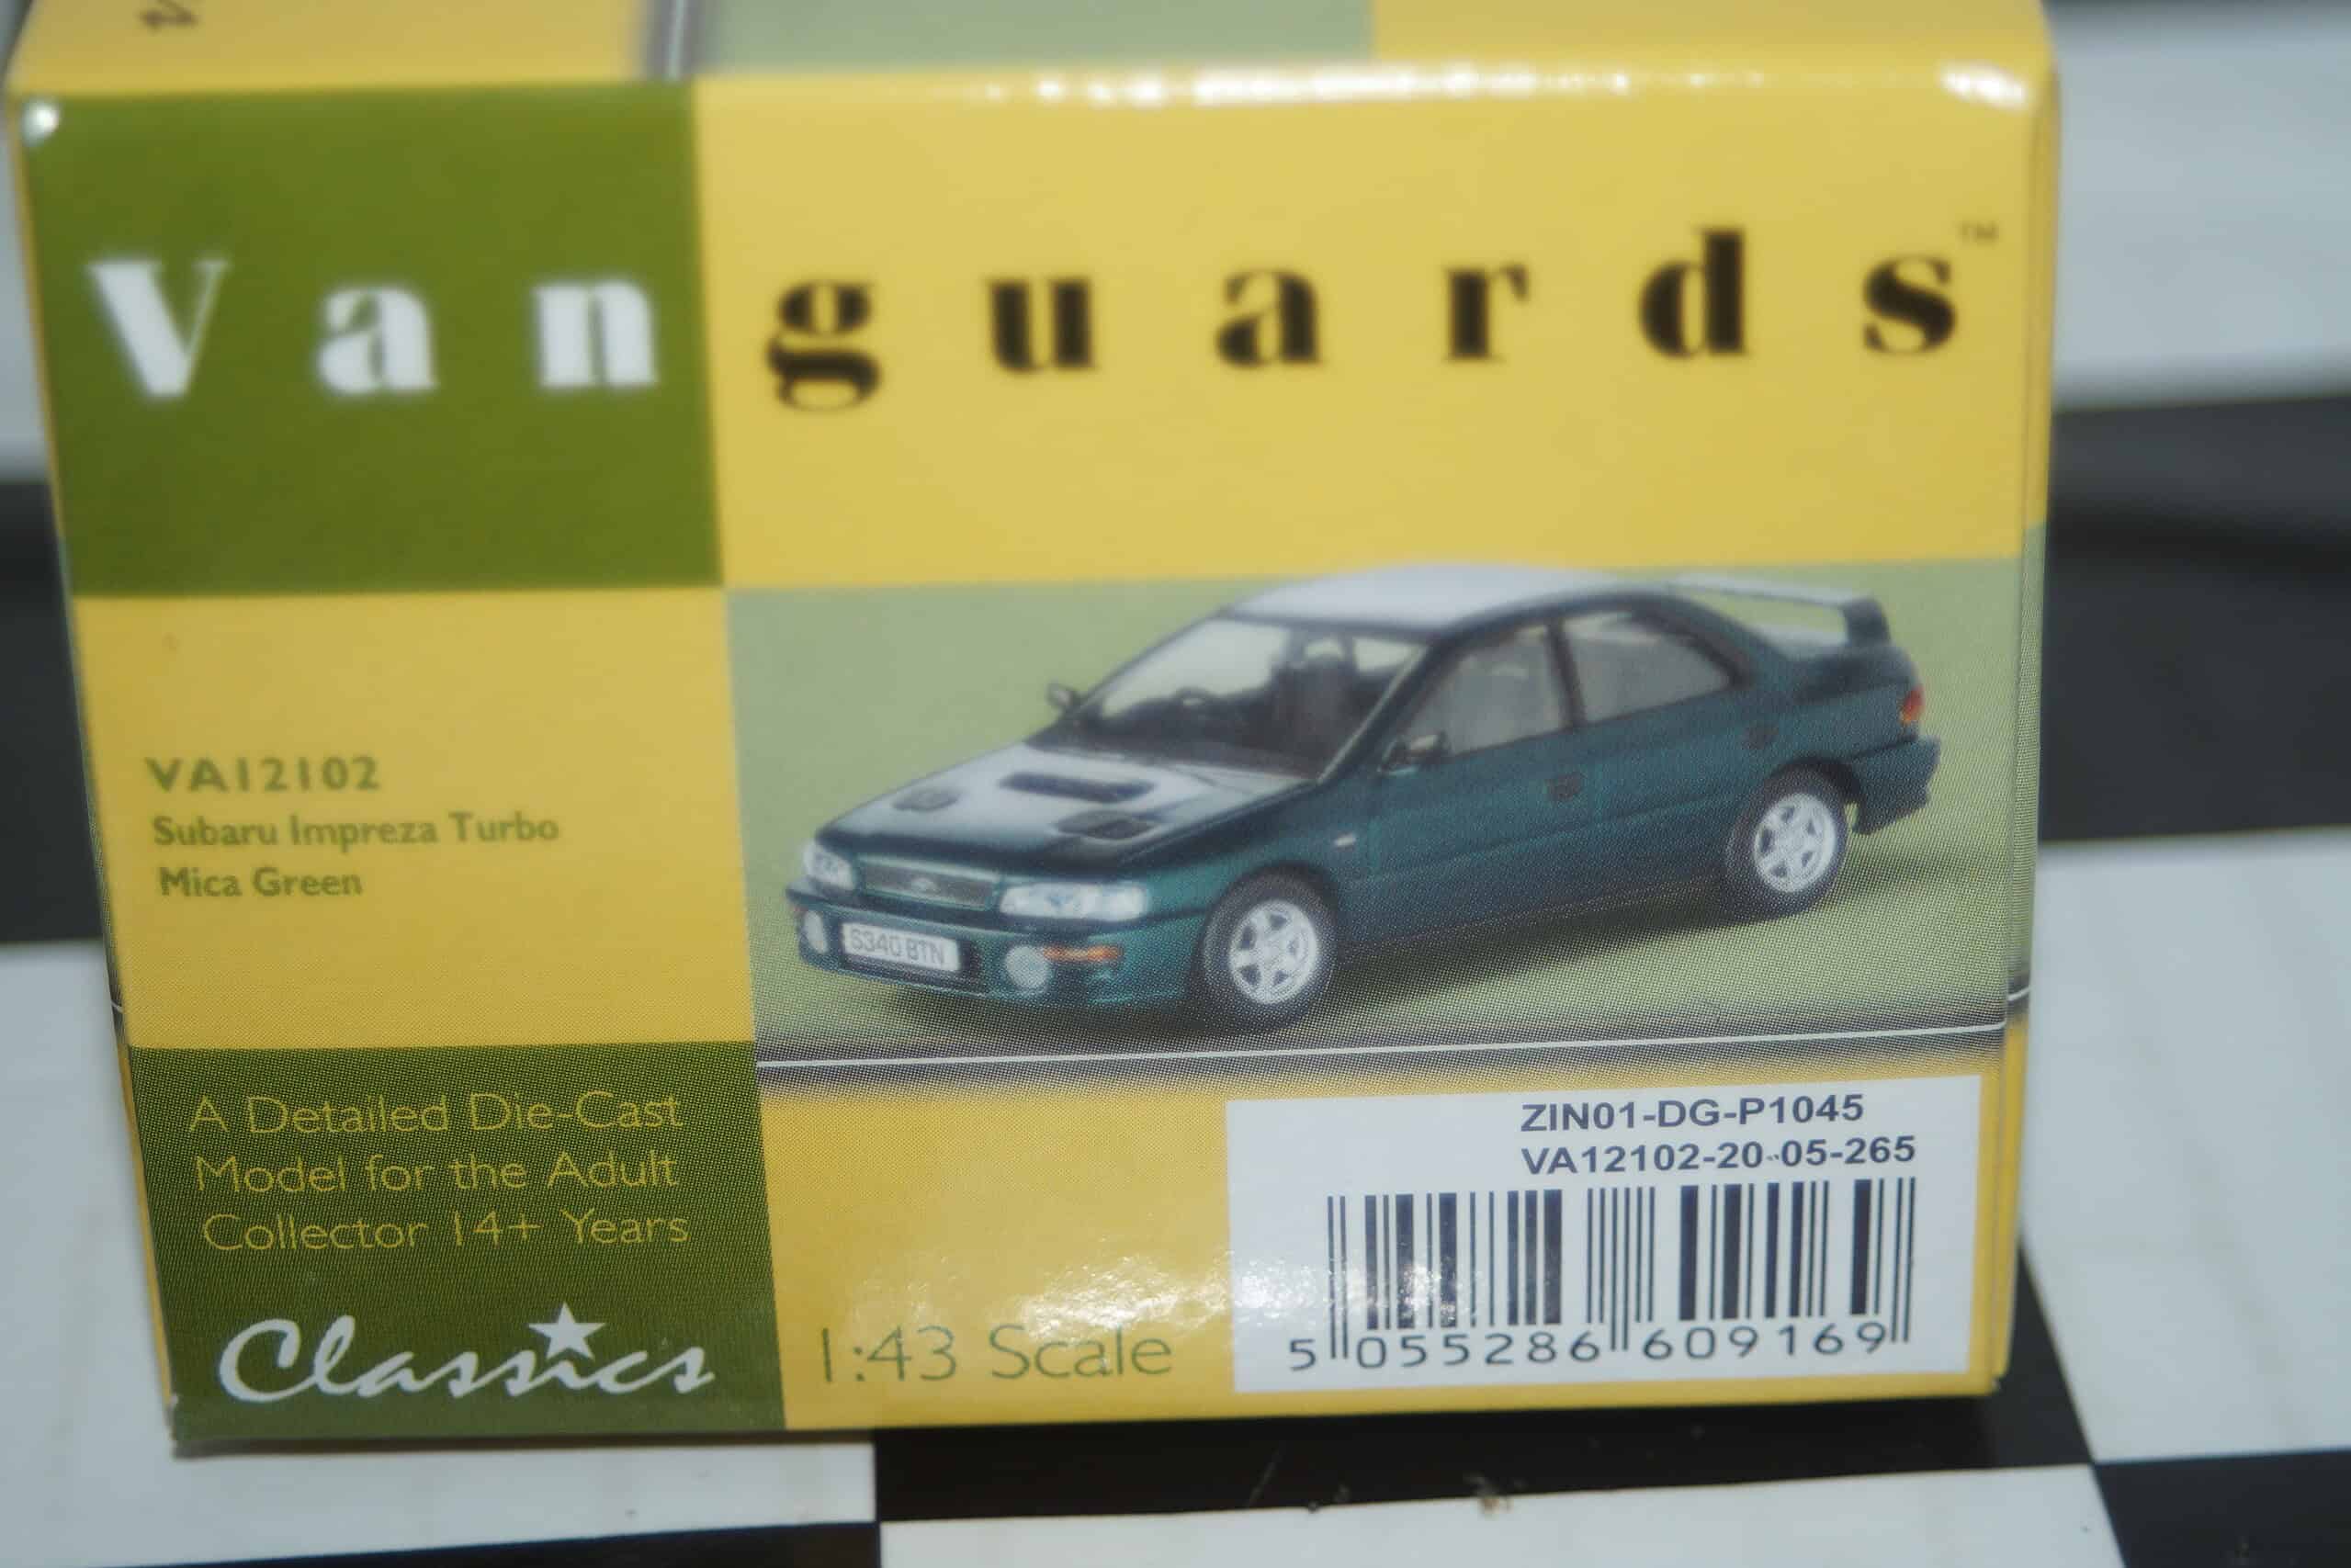 Vanguards™
VA12102
Subaru Impreza Turbo
Mica Green
S340 BTN
A Detailed Die-Cast
Model for the Adult
Collector 14+ Years
Classics
1:43 Scale
ZIN01-DG-P1045
VA12102-20-05-265
5 055286 609169